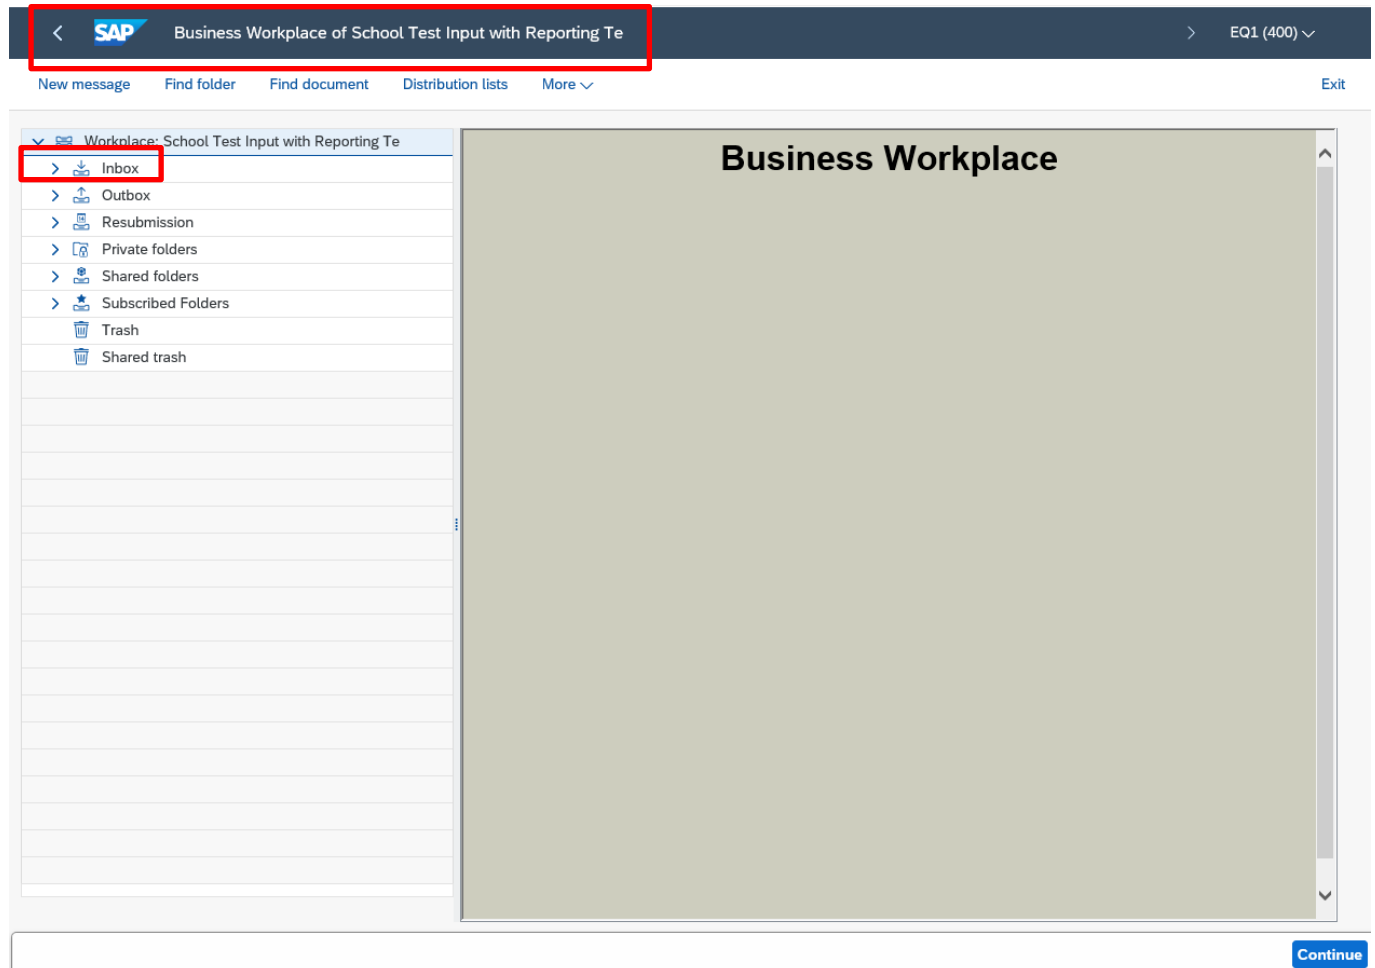 SAP Business Workplace of School Test Input with Reporting Te EQ1 (400)
New message Find folder Find document Distribution lists More Exit
Workplace: School Test Input with Reporting Te
Inbox
Outbox
Resubmission
Private folders
Shared folders
Subscribed Folders
Trash
Shared trash
Business Workplace
Continue